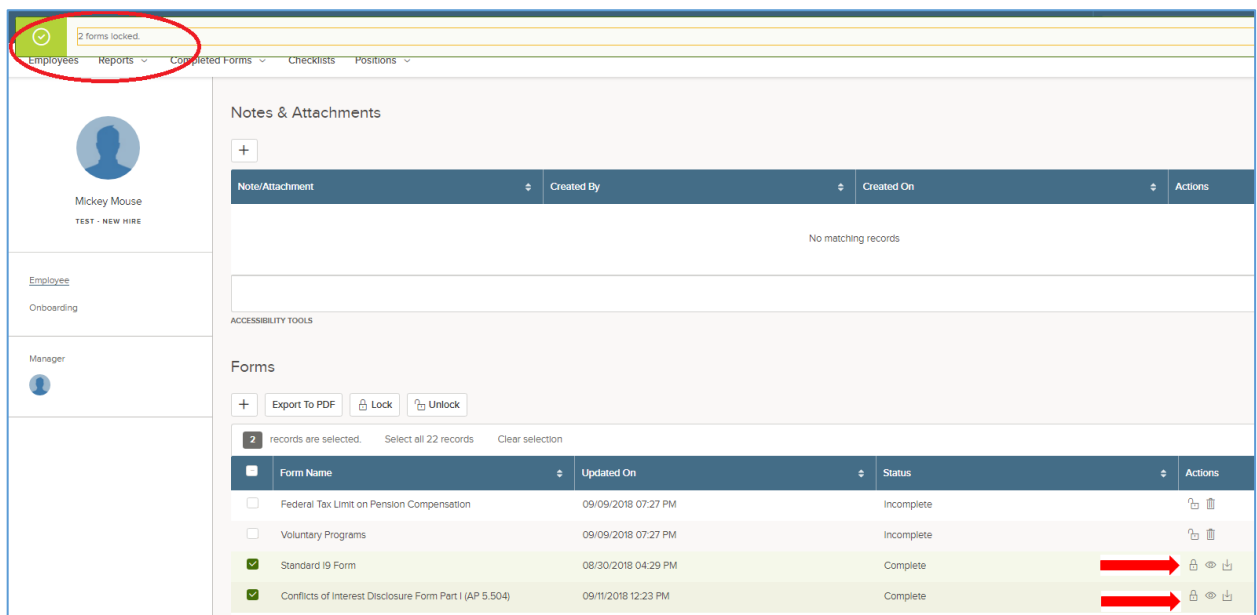 2 forms locked.
Employees Reports Completed Forms Checklists Positions
Mickey Mouse
TEST - NEW HIRE
Employee
Onboarding
Manager
Notes & Attachments
+
Note/Attachment Created By Created On Actions
No matching records
ACCESSIBILITY TOOLS
Forms
+ Export To PDF Lock Unlock
2 records are selected. Select all 22 records Clear selection
Form Name Updated On Status Actions
Federal Tax Limit on Pension Compensation 09/09/2018 07:27 PM Incomplete
Voluntary Programs 09/09/2018 07:27 PM Incomplete
Standard I9 Form 08/30/2018 04:29 PM Complete
Conflicts of Interest Disclosure Form Part I (AP 5.504) 09/11/2018 12:23 PM Complete